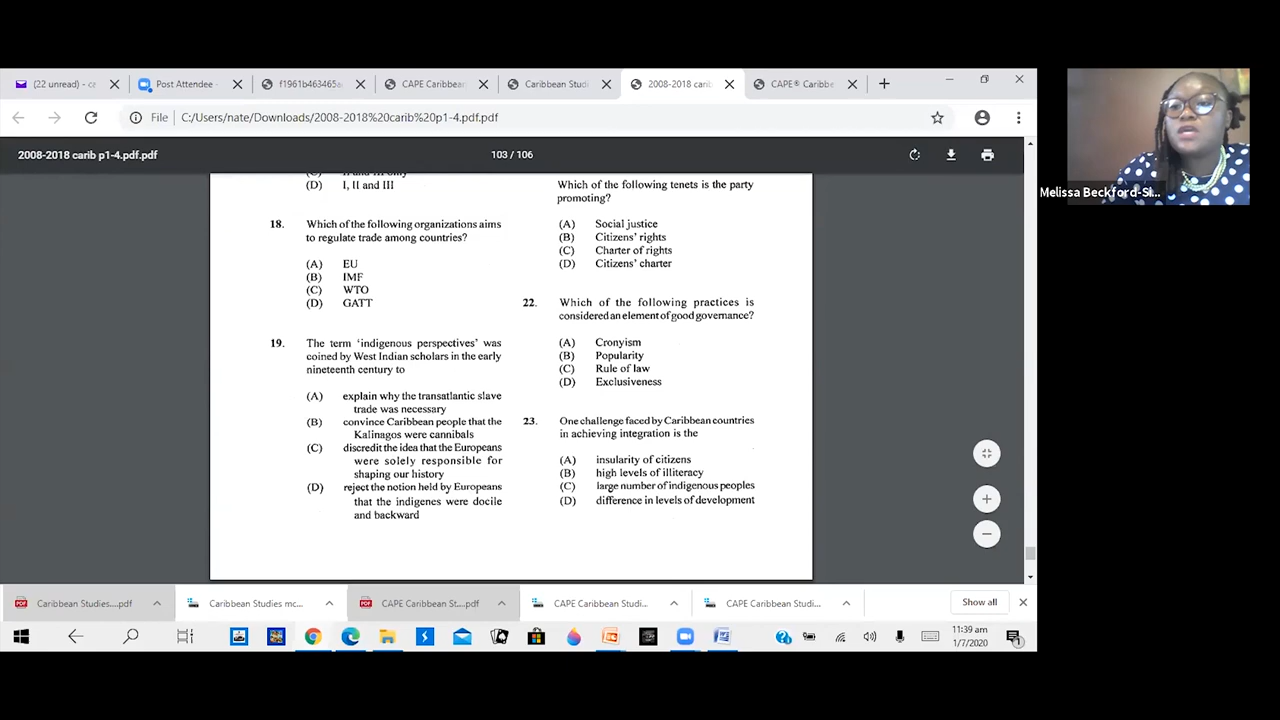 (22 unread) - ca
Post Attendee -
f1961b463465a
CAPE Caribbean
Caribbean Studi
2008-2018 carib
CAPE® Caribbe
File
C:/Users/nate/Downloads/2008-2018%20carib%20p1-4.pdf.pdf
2008-2018 carib p1-4.pdf.pdf
103 / 106
(D) I, II and III
18. Which of the following organizations aims
to regulate trade among countries?
(A) EU
(B) IMF
(C) WTO
(D) GATT
19. The term ‘indigenous perspectives’ was
coined by West Indian scholars in the early
nineteenth century to
(A) explain why the transatlantic slave
trade was necessary
(B) convince Caribbean people that the
Kalinagos were cannibals
(C) discredit the idea that the Europeans
were solely responsible for
shaping our history
(D) reject the notion held by Europeans
that the indigenes were docile
and backward
Which of the following tenets is the party
promoting?
(A) Social justice
(B) Citizens’ rights
(C) Charter of rights
(D) Citizens’ charter
22. Which of the following practices is
considered an element of good governance?
(A) Cronyism
(B) Popularity
(C) Rule of law
(D) Exclusiveness
23. One challenge faced by Caribbean countries
in achieving integration is the
(A) insularity of citizens
(B) high levels of illiteracy
(C) large number of indigenous peoples
(D) difference in levels of development
Melissa Beckford-Si...
Caribbean Studies....pdf
Caribbean Studies mc...
CAPE Caribbean St....pdf
CAPE Caribbean Studi...
CAPE Caribbean Studi...
Show all
11:39 am
1/7/2020